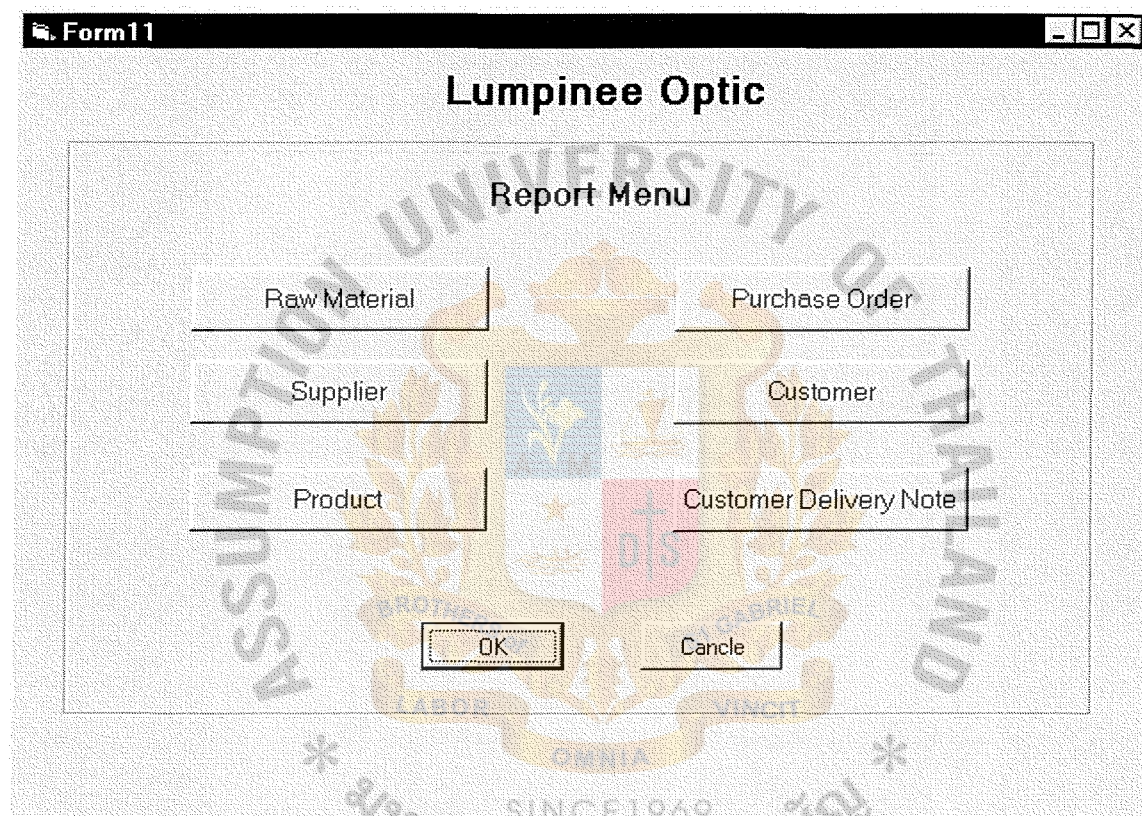 Form11
Lumpinee Optic
Report Menu
Raw Material
Purchase Order
Supplier
Customer
Product
Customer Delivery Note
OK
Cancle
ASSUMPTION UNIVERSITY OF THAILAND
A M
D S
BROTHERS
GABRIEL
LABOR
VINCIT
OMNIA
SINCE1969